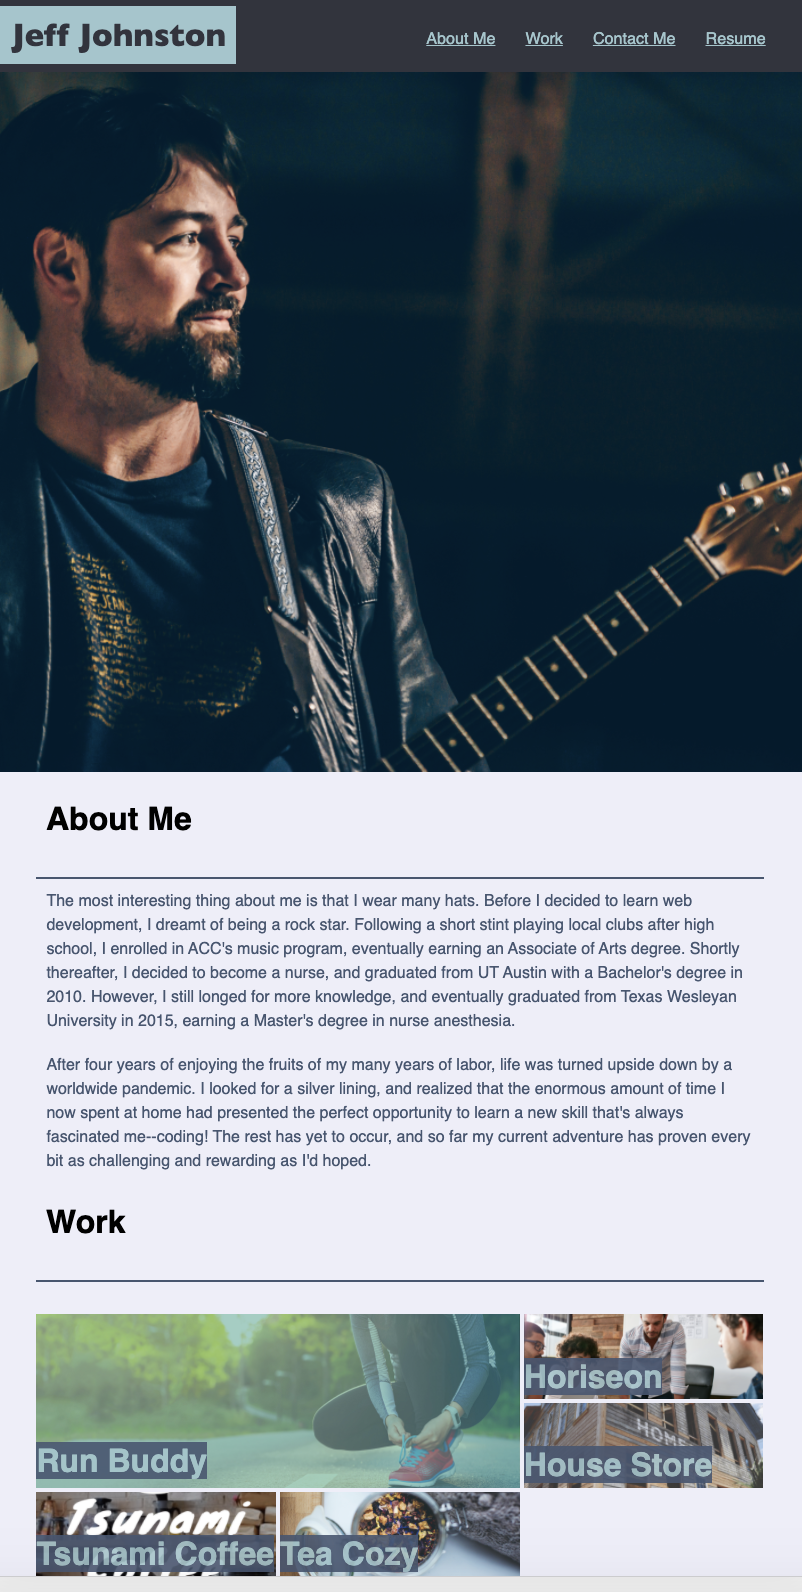 Jeff Johnston
About Me Work Contact Me Resume
JEANS
About Me
The most interesting thing about me is that I wear many hats. Before I decided to learn web
development, I dreamt of being a rock star. Following a short stint playing local clubs after high
school, I enrolled in ACC's music program, eventually earning an Associate of Arts degree. Shortly
thereafter, I decided to become a nurse, and graduated from UT Austin with a Bachelor's degree in
2010. However, I still longed for more knowledge, and eventually graduated from Texas Wesleyan
University in 2015, earning a Master's degree in nurse anesthesia.
After four years of enjoying the fruits of my many years of labor, life was turned upside down by a
worldwide pandemic. I looked for a silver lining, and realized that the enormous amount of time I
now spent at home had presented the perfect opportunity to learn a new skill that's always
fascinated me--coding! The rest has yet to occur, and so far my current adventure has proven every
bit as challenging and rewarding as I'd hoped.
Work
Run Buddy
Horiseon
HOME
House Store
Tsunami
Tsunami Coffee
Tea Cozy